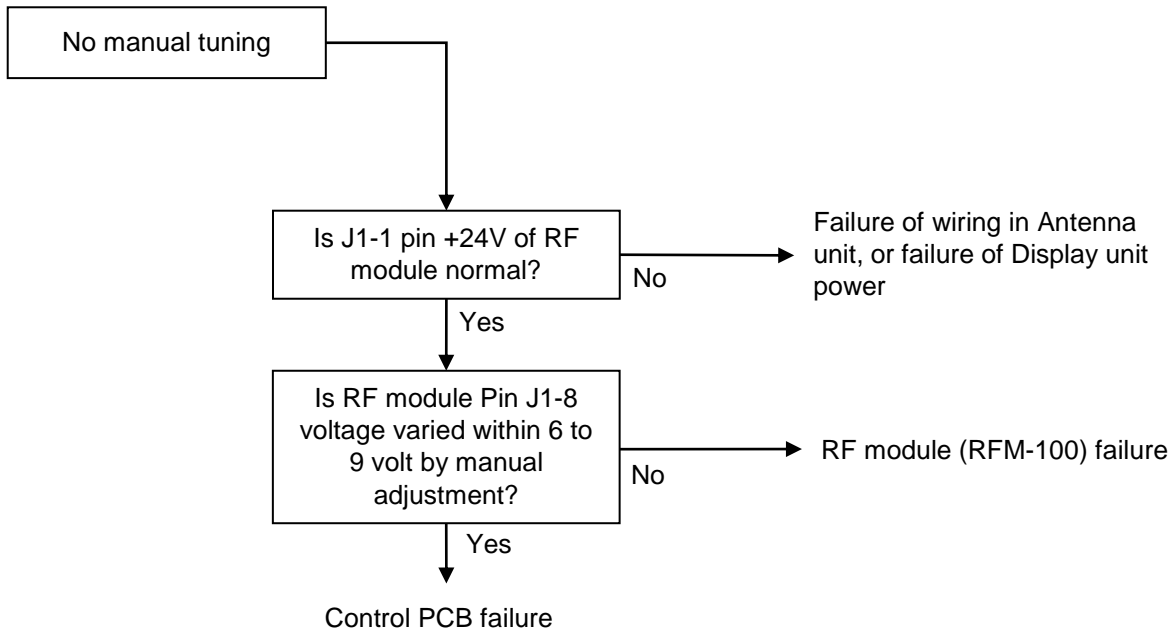 No manual tuning
Is J1-1 pin +24V of RF
module normal?
No
Failure of wiring in Antenna
unit, or failure of Display unit
power
Yes
Is RF module Pin J1-8
voltage varied within 6 to
9 volt by manual
adjustment?
No
RF module (RFM-100) failure
Yes
Control PCB failure